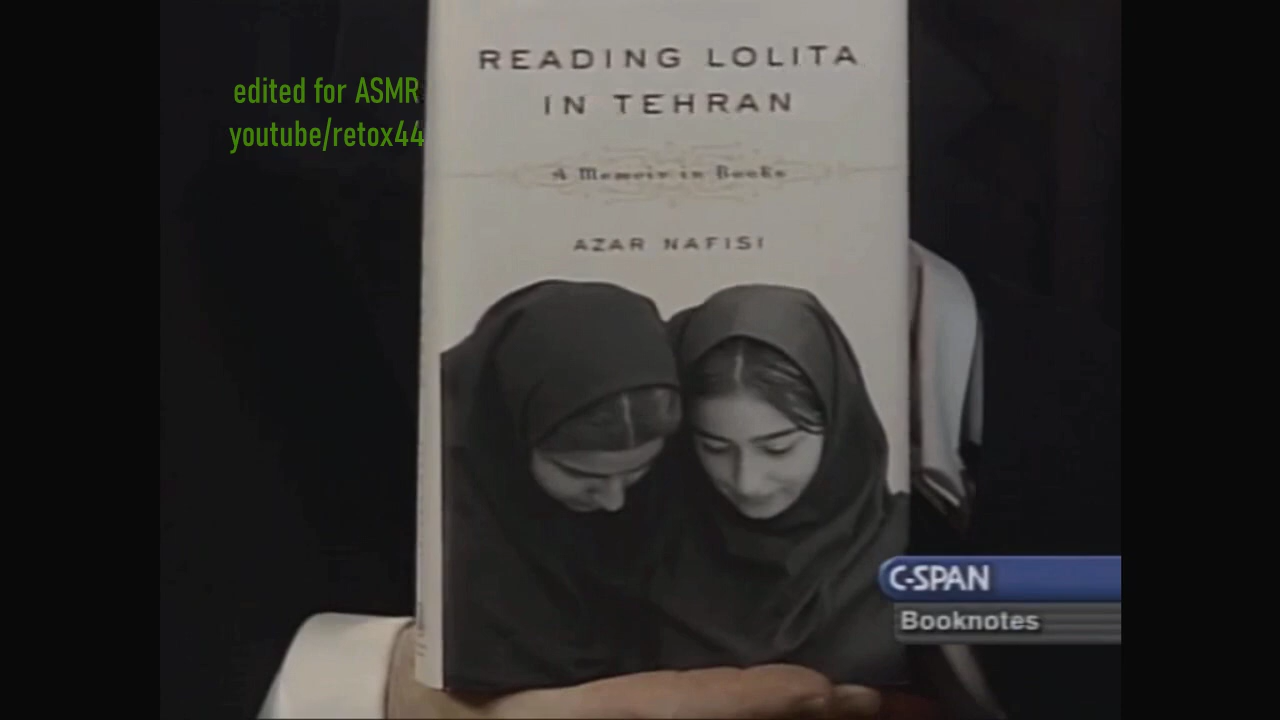 edited for ASMR
youtube/retox44
READING LOLITA
IN TEHRAN
A Memoir in Books
AZAR NAFISI
C-SPAN
Booknotes